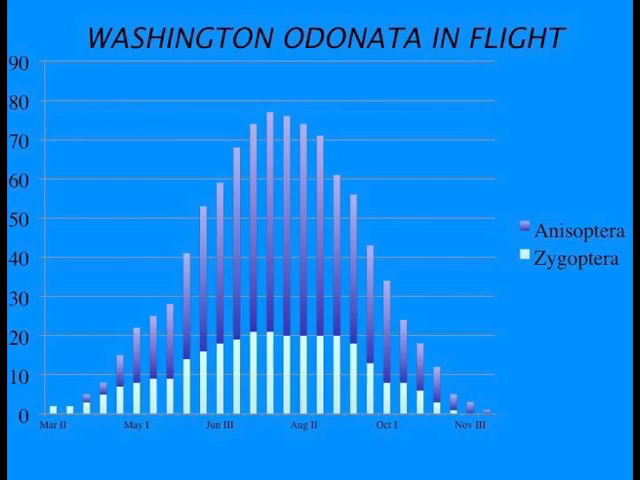 WASHINGTON ODONATA IN FLIGHT
90
80
70
60
50
40
30
20
10
0
Anisoptera
Zygoptera
Mar II May I Jun III Aug II Oct I Nov III